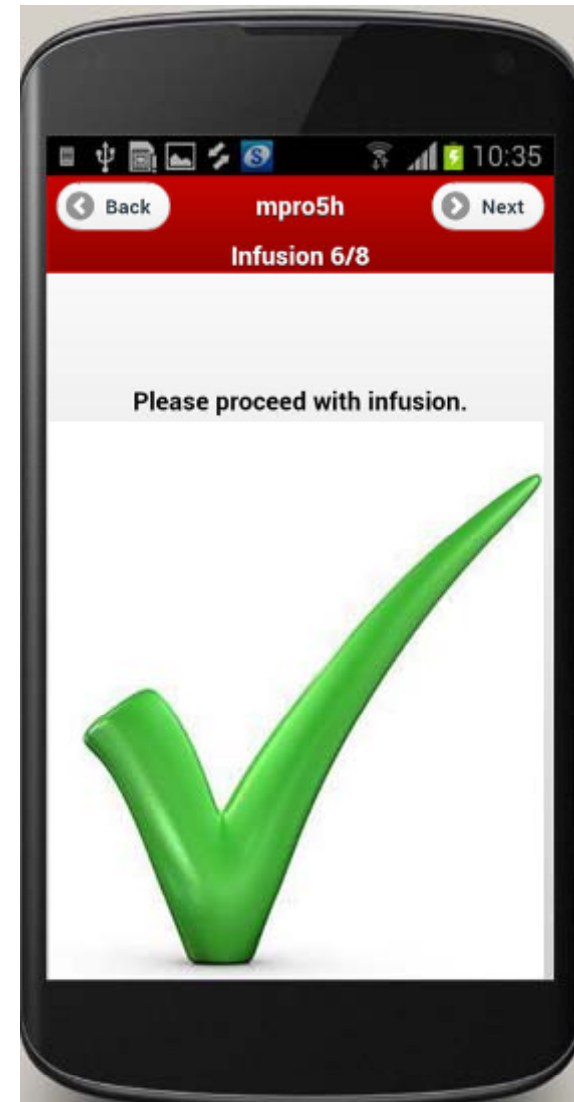 10:35
Back
mpro5h
Next
Infusion 6/8
Please proceed with infusion.